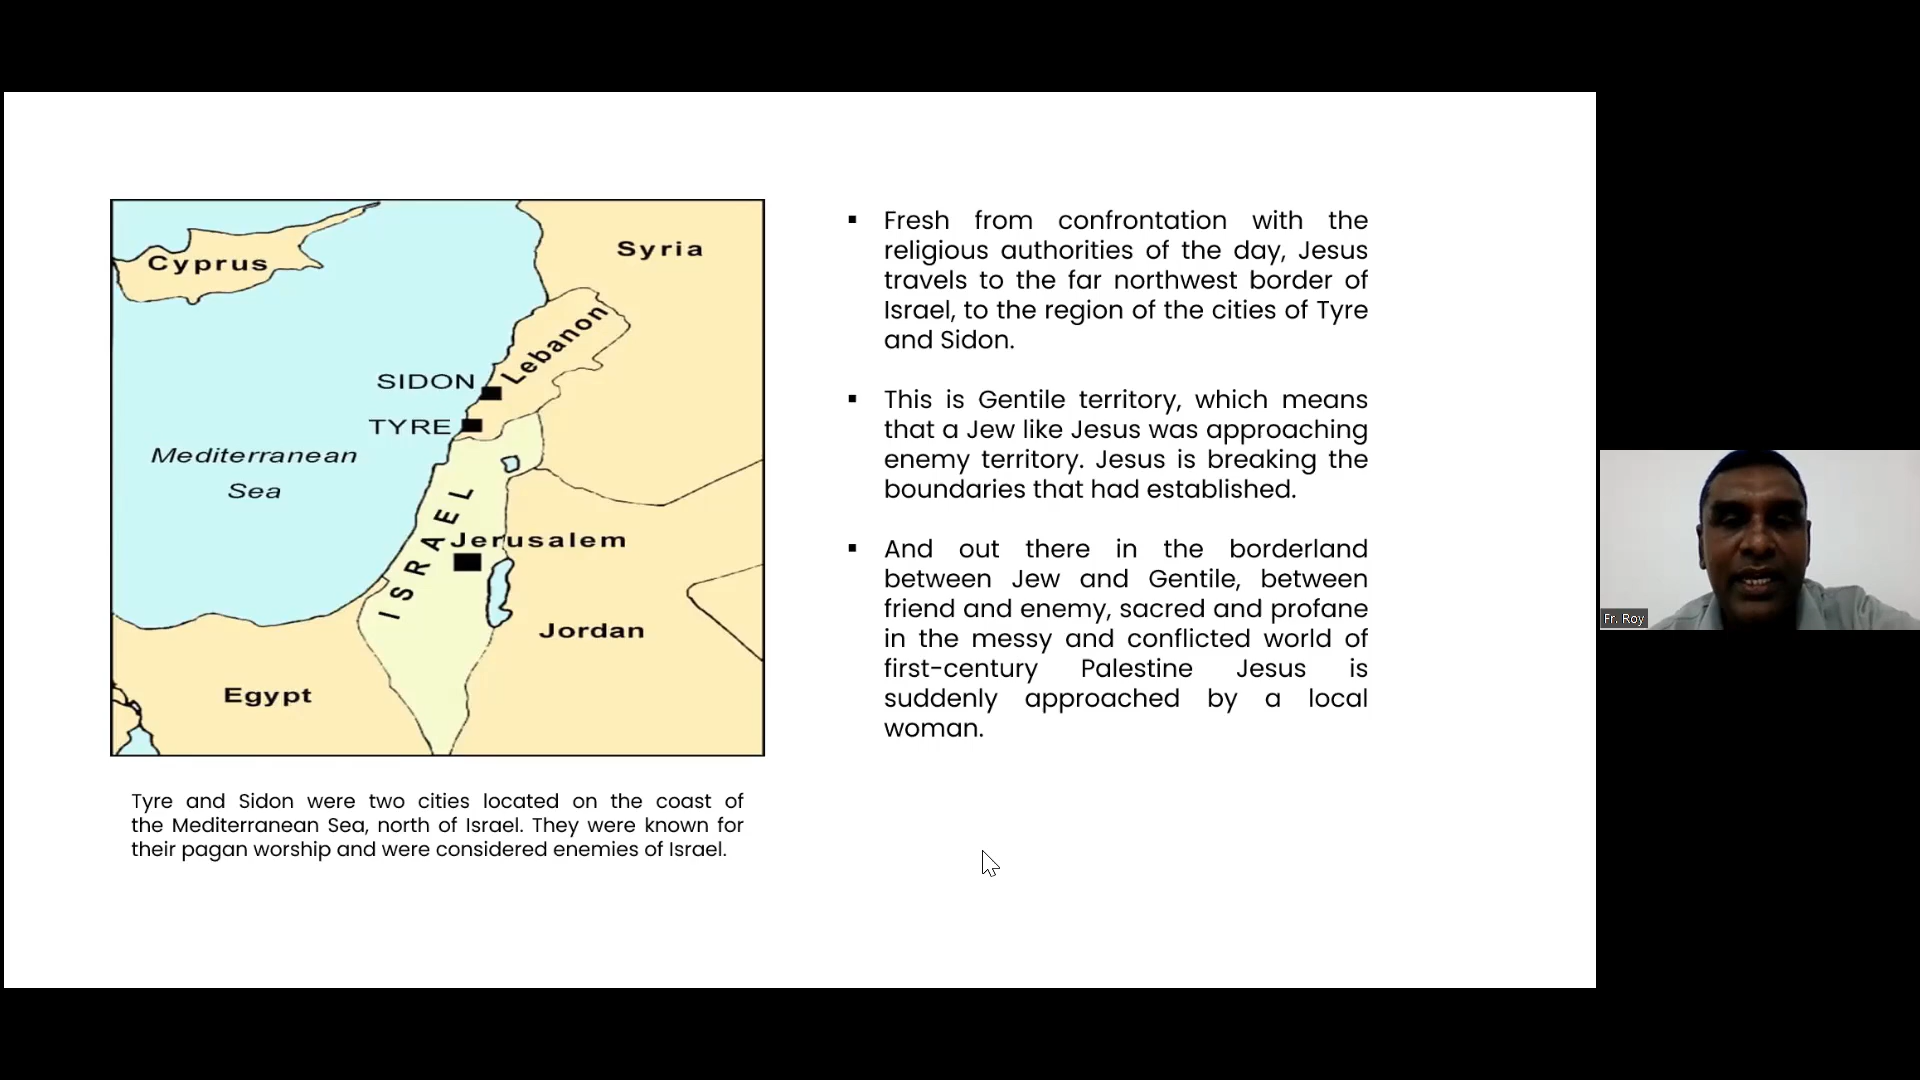 Cyprus
Syria
Lebanon
SIDON
TYRE
Mediterranean
Sea
ISRAEL
Jerusalem
Jordan
Egypt
Tyre and Sidon were two cities located on the coast of
the Mediterranean Sea, north of Israel. They were known for
their pagan worship and were considered enemies of Israel.
▪ Fresh from confrontation with the
religious authorities of the day, Jesus
travels to the far northwest border of
Israel, to the region of the cities of Tyre
and Sidon.
▪ This is Gentile territory, which means
that a Jew like Jesus was approaching
enemy territory. Jesus is breaking the
boundaries that had established.
▪ And out there in the borderland
between Jew and Gentile, between
friend and enemy, sacred and profane
in the messy and conflicted world of
first-century Palestine Jesus is
suddenly approached by a local
woman.
Fr. Roy